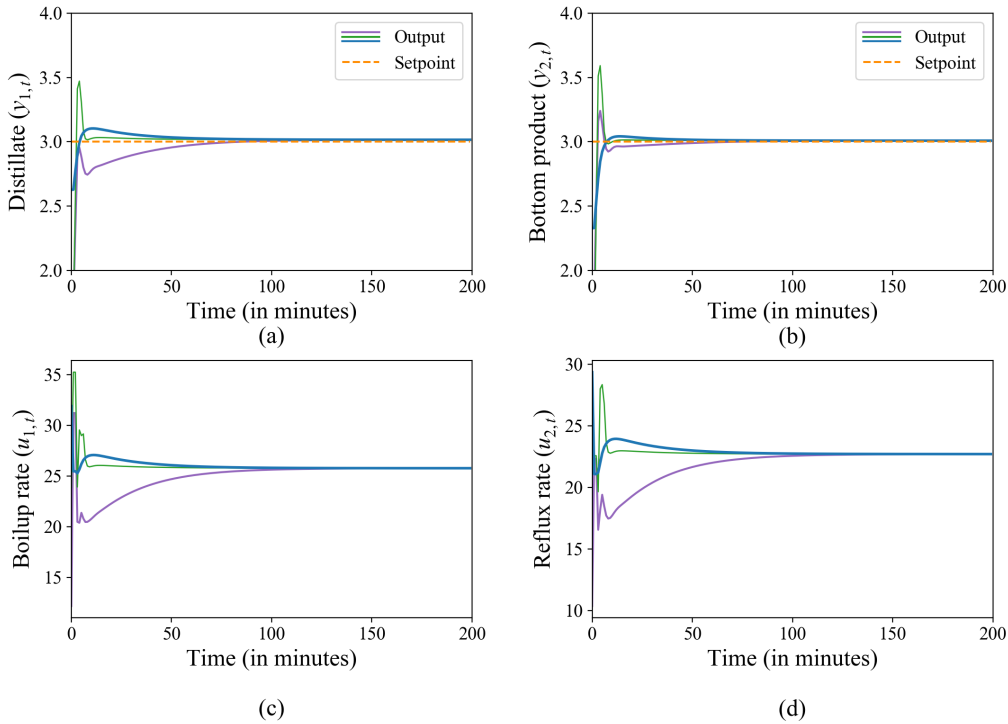 4.0
3.5
3.0
2.5
2.0
Distillate (y1,t)
Output
Setpoint
0
50
100
150
200
Time (in minutes)
(a)
4.0
3.5
3.0
2.5
2.0
Bottom product (y2,t)
Output
Setpoint
0
50
100
150
200
Time (in minutes)
(b)
35
30
25
20
15
Boilup rate (u1,t)
0
50
100
150
200
Time (in minutes)
(c)
30
25
20
15
10
Reflux rate (u2,t)
0
50
100
150
200
Time (in minutes)
(d)